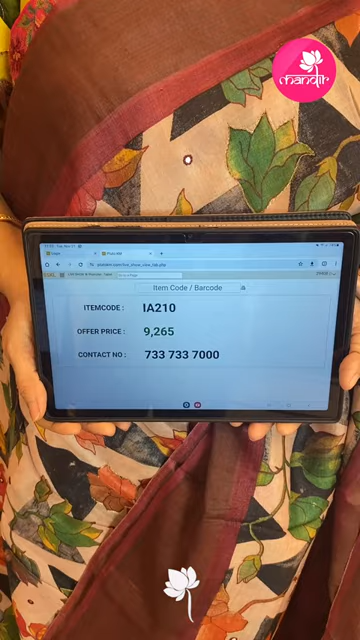 mandir
Item Code / Barcode
ITEMCODE : IA210
OFFER PRICE : 9,265
CONTACT NO : 733 733 7000